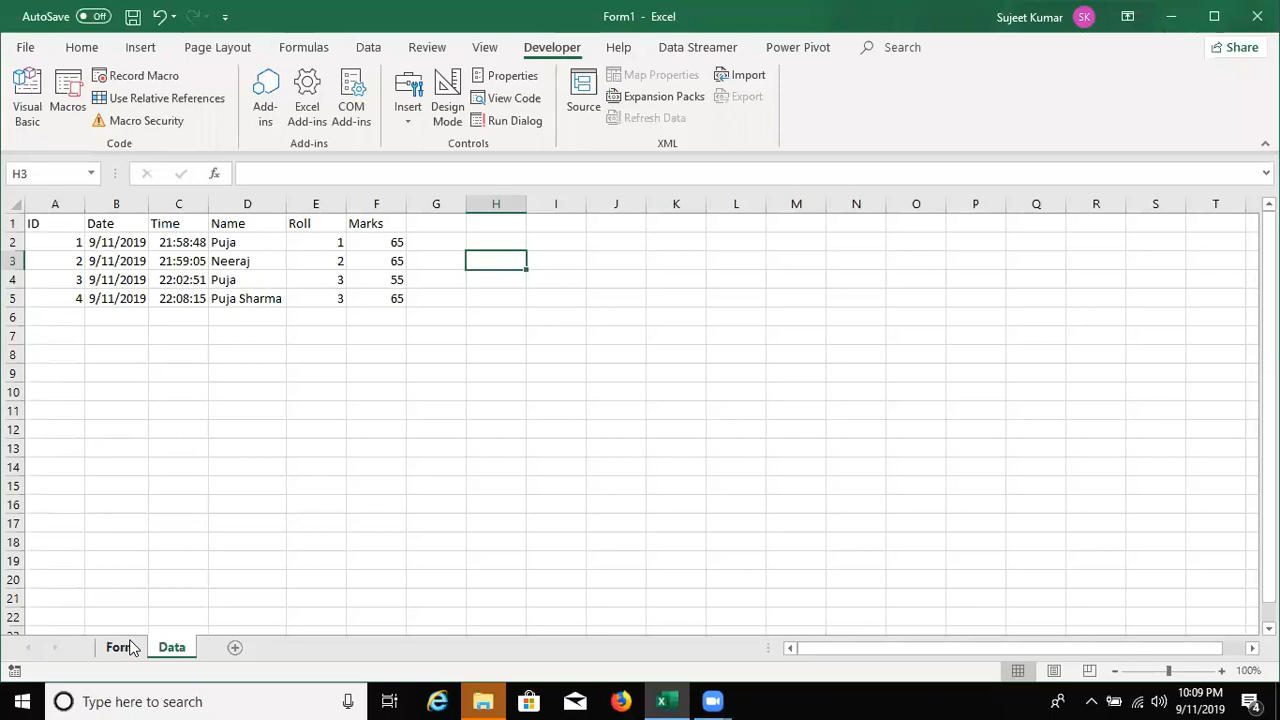 AutoSave Off Form1 - Excel Sujeet Kumar SK
File Home Insert Page Layout Formulas Data Review View Developer Help Data Streamer Power Pivot Search Share
Visual Basic Macros Record Macro Use Relative References Macro Security Code
Add-ins Excel Add-ins COM Add-ins Add-ins
Insert Design Mode Properties View Code Run Dialog Controls
Source Map Properties Expansion Packs Refresh Data Import Export XML
H3 fx
A B C D E F G H I J K L M N O P Q R S T
1 ID Date Time Name Roll Marks
2 1 9/11/2019 21:58:48 Puja 1 65
3 2 9/11/2019 21:59:05 Neeraj 2 65
4 3 9/11/2019 22:02:51 Puja 3 55
5 4 9/11/2019 22:08:15 Puja Sharma 3 65
6
7
8
9
10
11
12
13
14
15
16
17
18
19
20
21
22
Form Data
100%
Type here to search 10:09 PM
9/11/2019 4